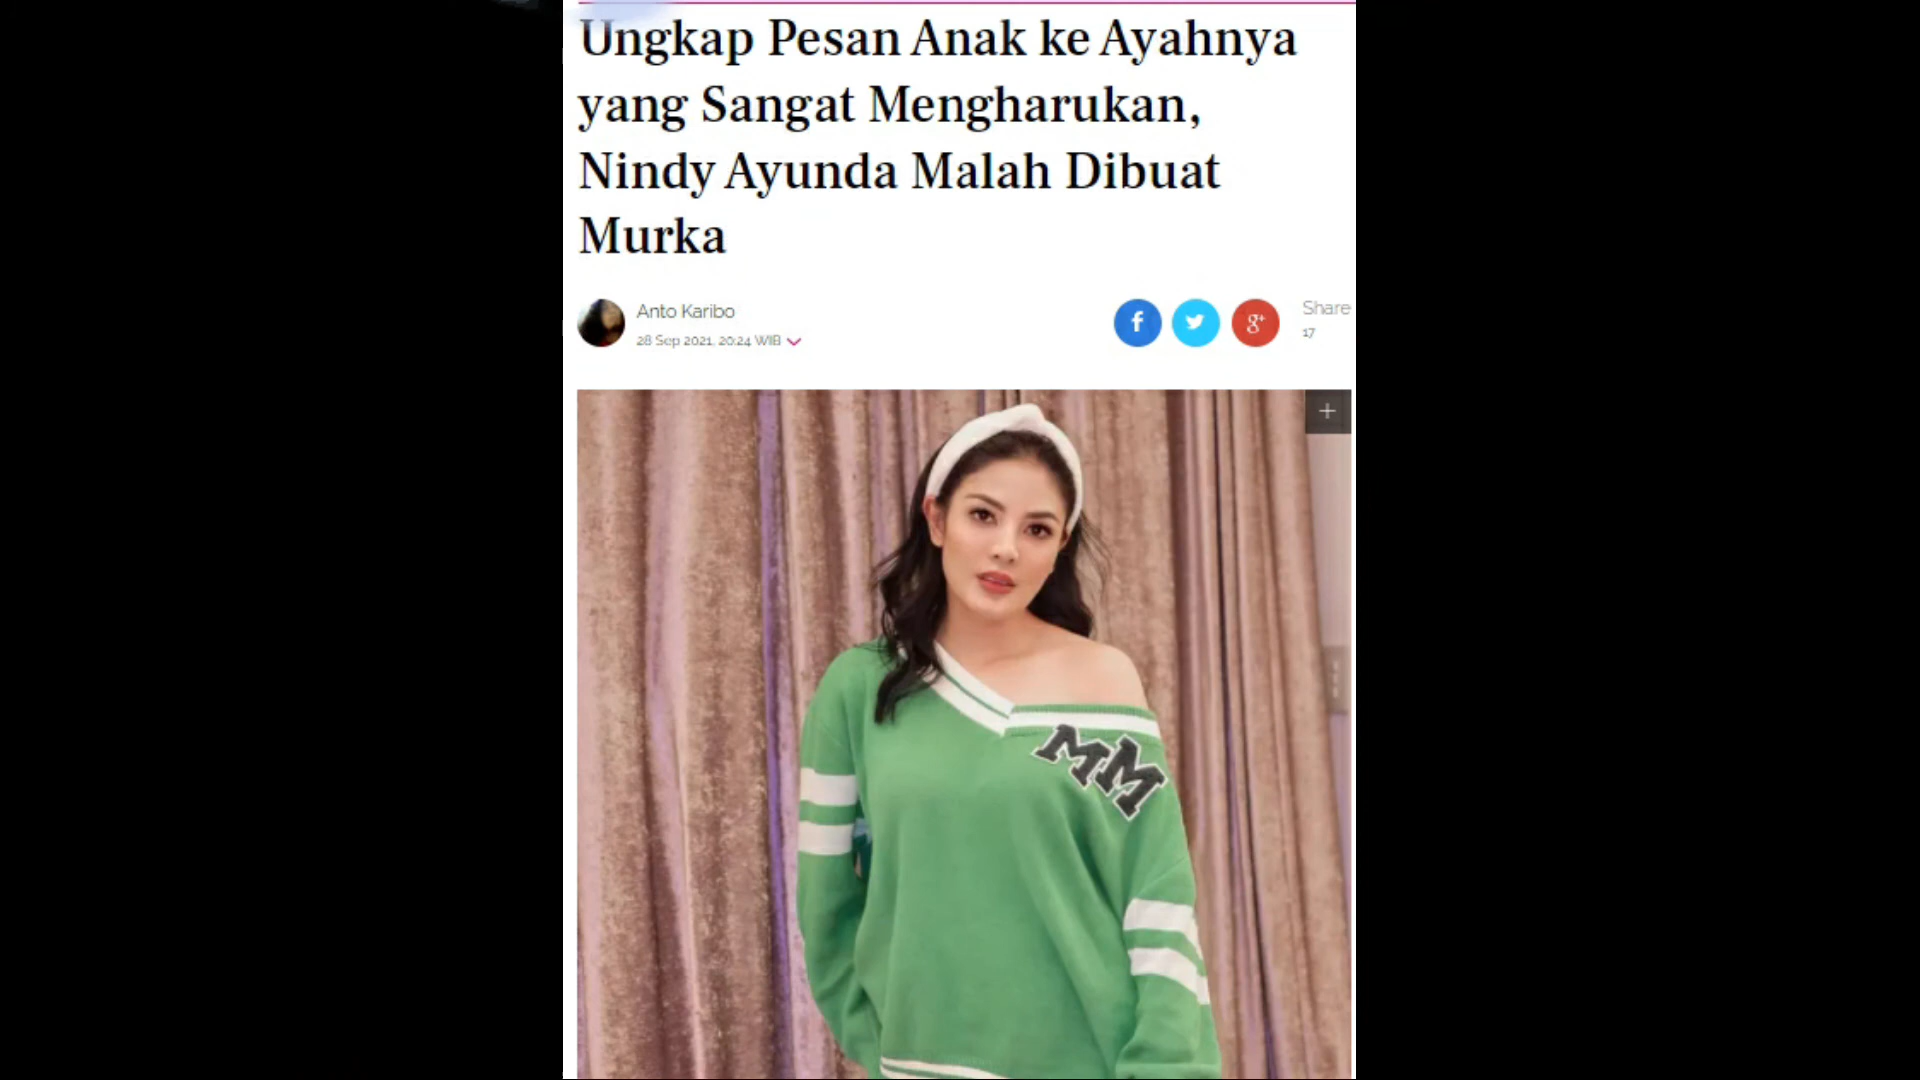 Ungkap Pesan Anak ke Ayahnya
yang Sangat Mengharukan,
Nindy Ayunda Malah Dibuat
Murka
Anto Karibo
28 Sep 2021, 20:24 WIB
f
g+
Share
17
+
MM